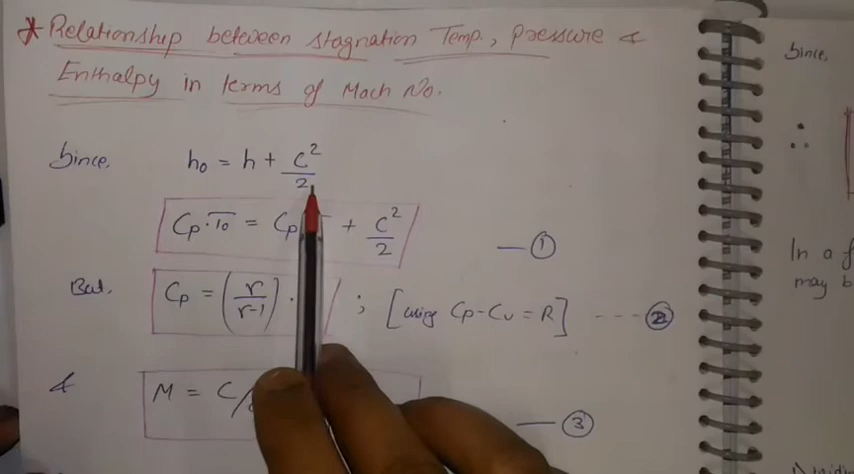 * Relationship between stagnation Temp., Pressure &
Enthalpy in terms of Mach No.
Since, h₀ = h + C²/2
Cp.T₀ = Cp + C²/2 — ①
But, Cp = (r/r-1) . ; [using Cp-Cv = R] --- ②
& M = C/ — ③
Since,
∴
In a
may b